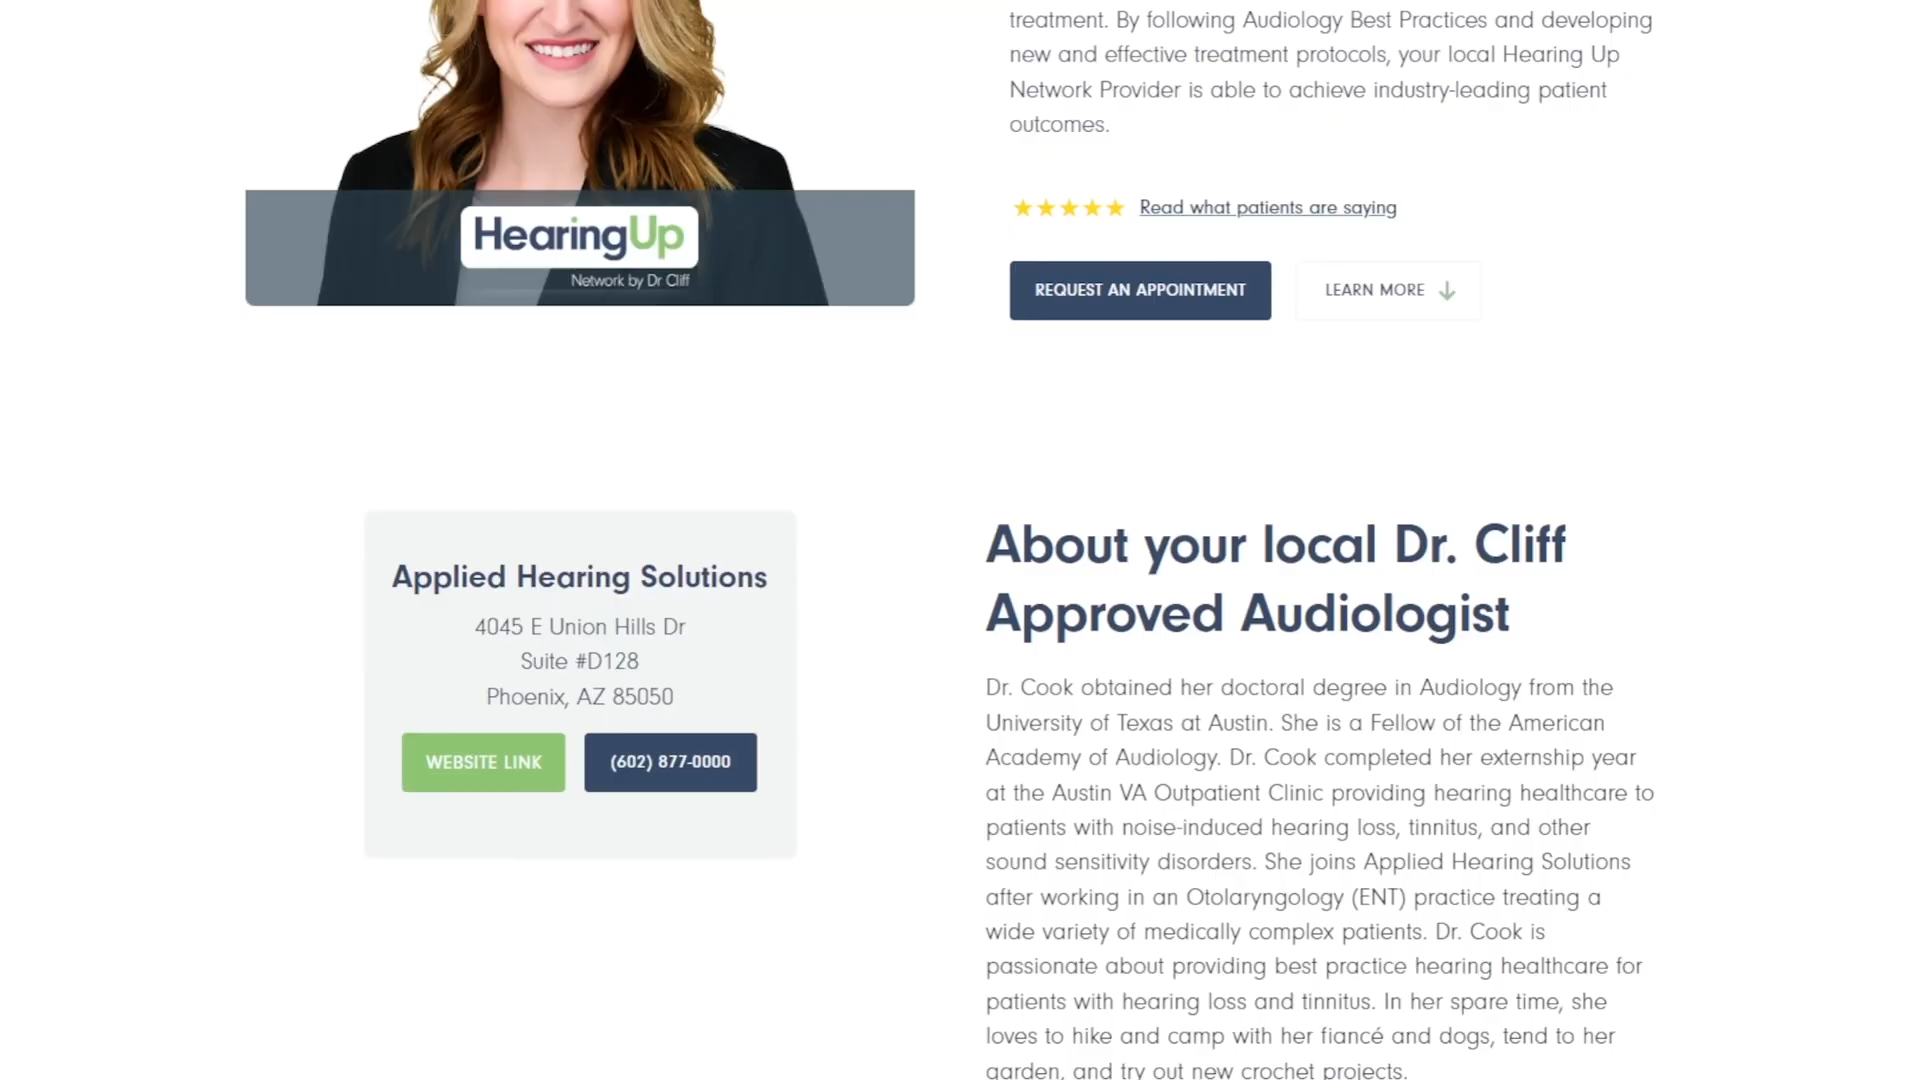 treatment. By following Audiology Best Practices and developing
new and effective treatment protocols, your local Hearing Up
Network Provider is able to achieve industry-leading patient
outcomes.
Read what patients are saying
REQUEST AN APPOINTMENT
LEARN MORE
HearingUp
Network by Dr Cliff
Applied Hearing Solutions
4045 E Union Hills Dr
Suite #D128
Phoenix, AZ 85050
WEBSITE LINK
(602) 877-0000
About your local Dr. Cliff
Approved Audiologist
Dr. Cook obtained her doctoral degree in Audiology from the
University of Texas at Austin. She is a Fellow of the American
Academy of Audiology. Dr. Cook completed her externship year
at the Austin VA Outpatient Clinic providing hearing healthcare to
patients with noise-induced hearing loss, tinnitus, and other
sound sensitivity disorders. She joins Applied Hearing Solutions
after working in an Otolaryngology (ENT) practice treating a
wide variety of medically complex patients. Dr. Cook is
passionate about providing best practice hearing healthcare for
patients with hearing loss and tinnitus. In her spare time, she
loves to hike and camp with her fiancé and dogs, tend to her
garden, and try out new crochet projects.